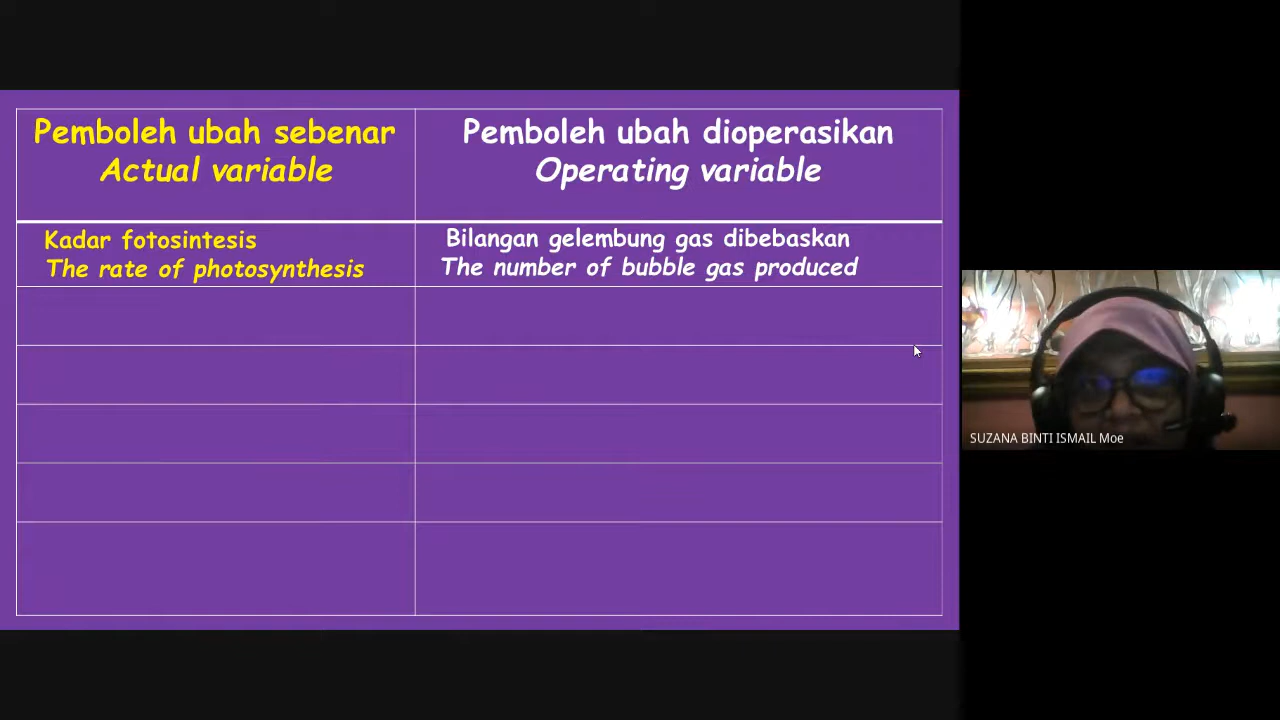 Pemboleh ubah sebenar
Actual variable
Pemboleh ubah dioperasikan
Operating variable
Kadar fotosintesis
The rate of photosynthesis
Bilangan gelembung gas dibebaskan
The number of bubble gas produced
SUZANA BINTI ISMAIL Moe